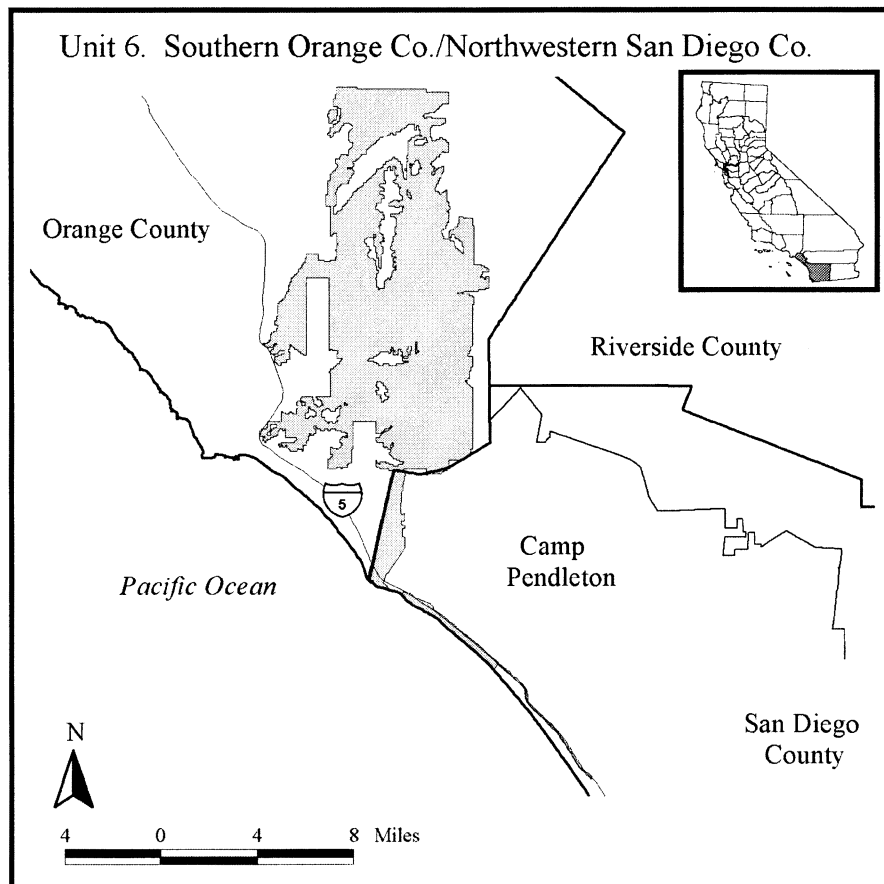 Unit 6. Southern Orange Co./Northwestern San Diego Co.
Orange County
Riverside County
5
Camp
Pendleton
Pacific Ocean
San Diego
County
N
4 0 4 8 Miles